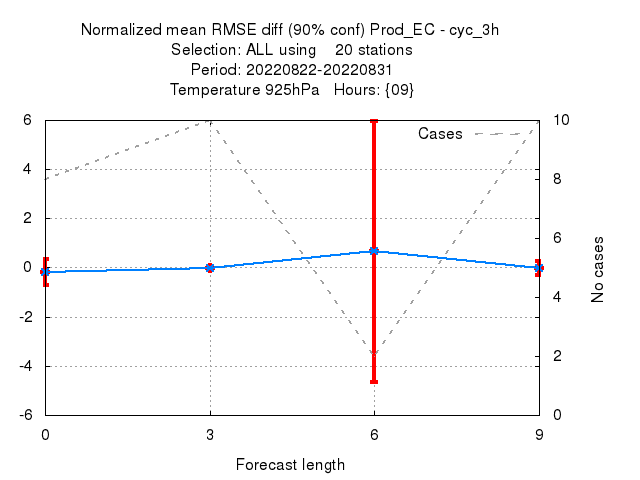 Normalized mean RMSE diff (90% conf) Prod_EC - cyc_3h
Selection: ALL using 20 stations
Period: 20220822-20220831
Temperature 925hPa Hours: {09}
Cases
6
4
2
0
-2
-4
-6
10
8
6
4
2
0
No cases
0 3 6 9
Forecast length